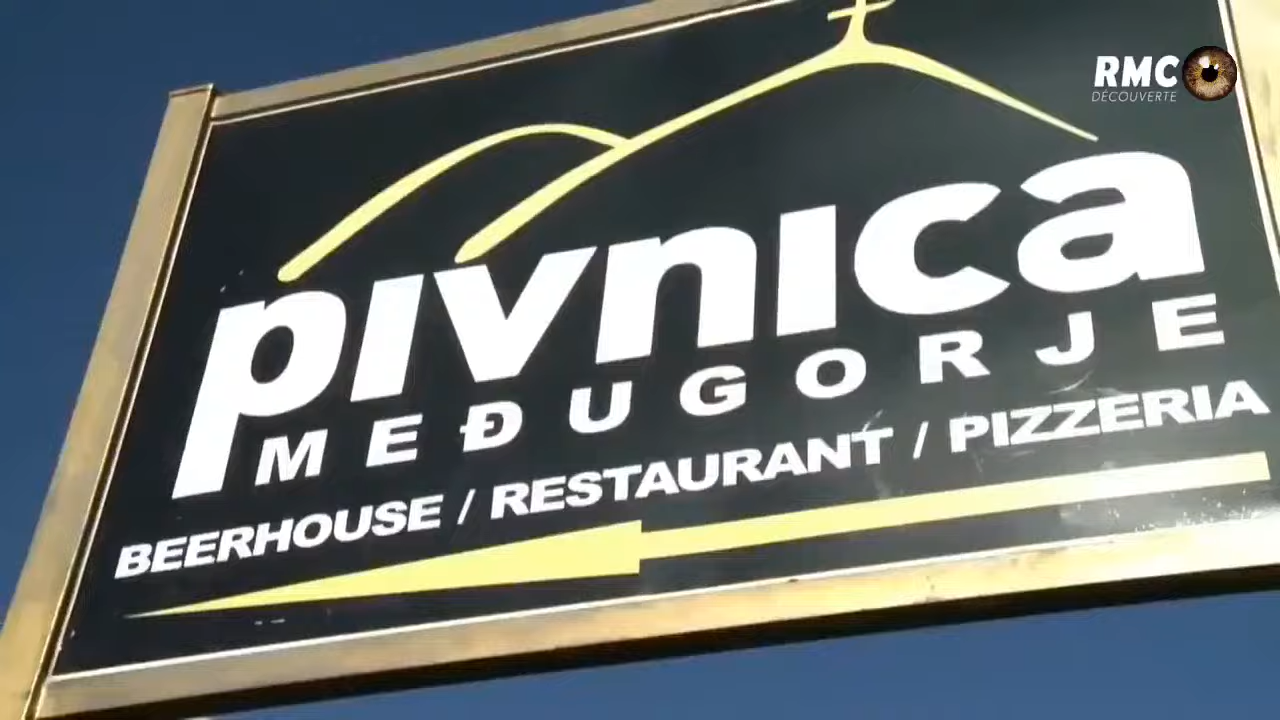 RMC
DÉCOUVERTE
pivnica
MEĐUGORJE
BEERHOUSE / RESTAURANT / PIZZERIA